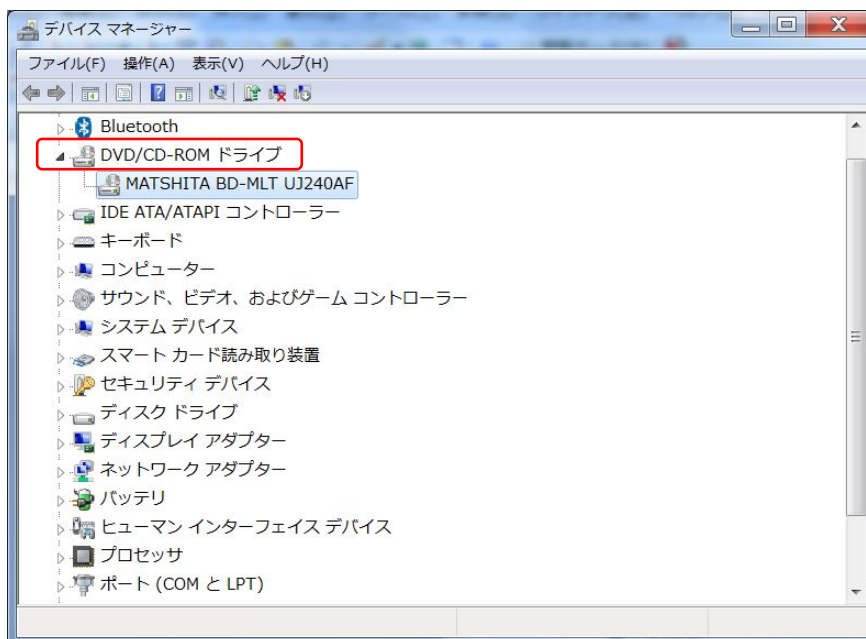 デバイス マネージャー
ファイル(F) 操作(A) 表示(V) ヘルプ(H)
Bluetooth
DVD/CD-ROM ドライブ
MATSHITA BD-MLT UJ240AF
IDE ATA/ATAPI コントローラー
キーボード
コンピューター
サウンド、ビデオ、およびゲーム コントローラー
システム デバイス
スマート カード読み取り装置
セキュリティ デバイス
ディスク ドライブ
ディスプレイ アダプター
ネットワーク アダプター
バッテリ
ヒューマン インターフェイス デバイス
プロセッサ
ポート (COM と LPT)